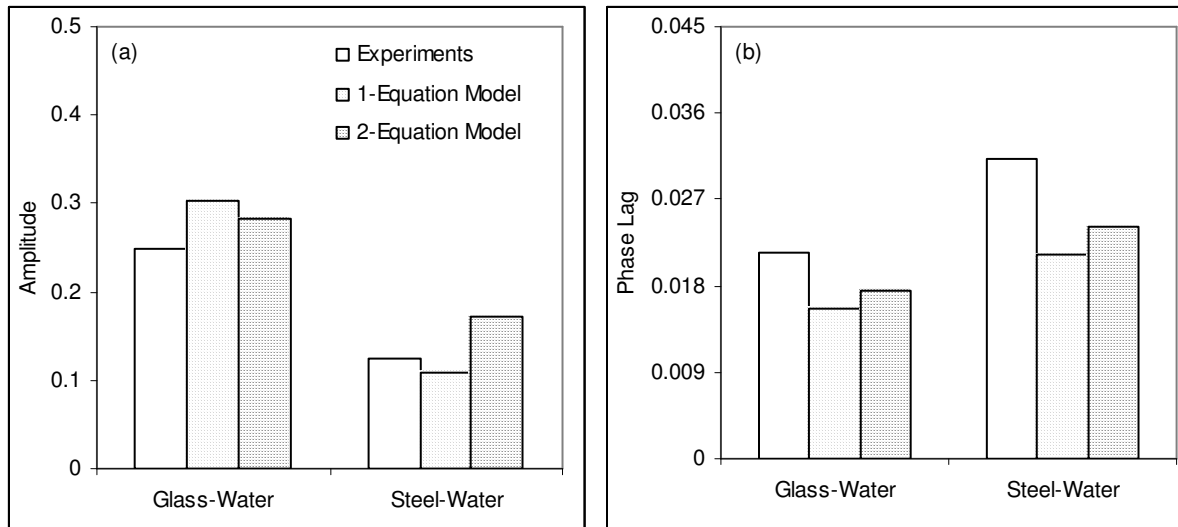 (a)
Experiments
1-Equation Model
2-Equation Model
Amplitude
0.5
0.4
0.3
0.2
0.1
0
Glass-Water
Steel-Water
(b)
Phase Lag
0.045
0.036
0.027
0.018
0.009
0
Glass-Water
Steel-Water